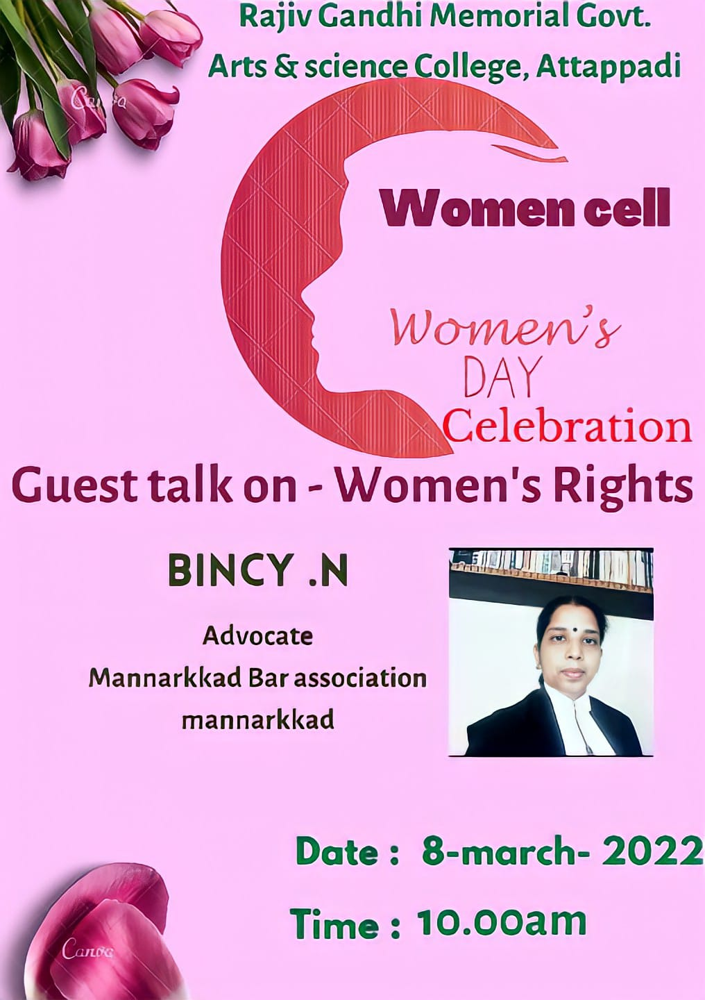 Rajiv Gandhi Memorial Govt.
Arts & science College, Attappadi
Canva
Women cell
Women's
DAY
Celebration
Guest talk on - Women's Rights
BINCY .N
Advocate
Mannarkkad Bar association
mannarkkad
Date : 8-march- 2022
Time : 10.00am
Canva